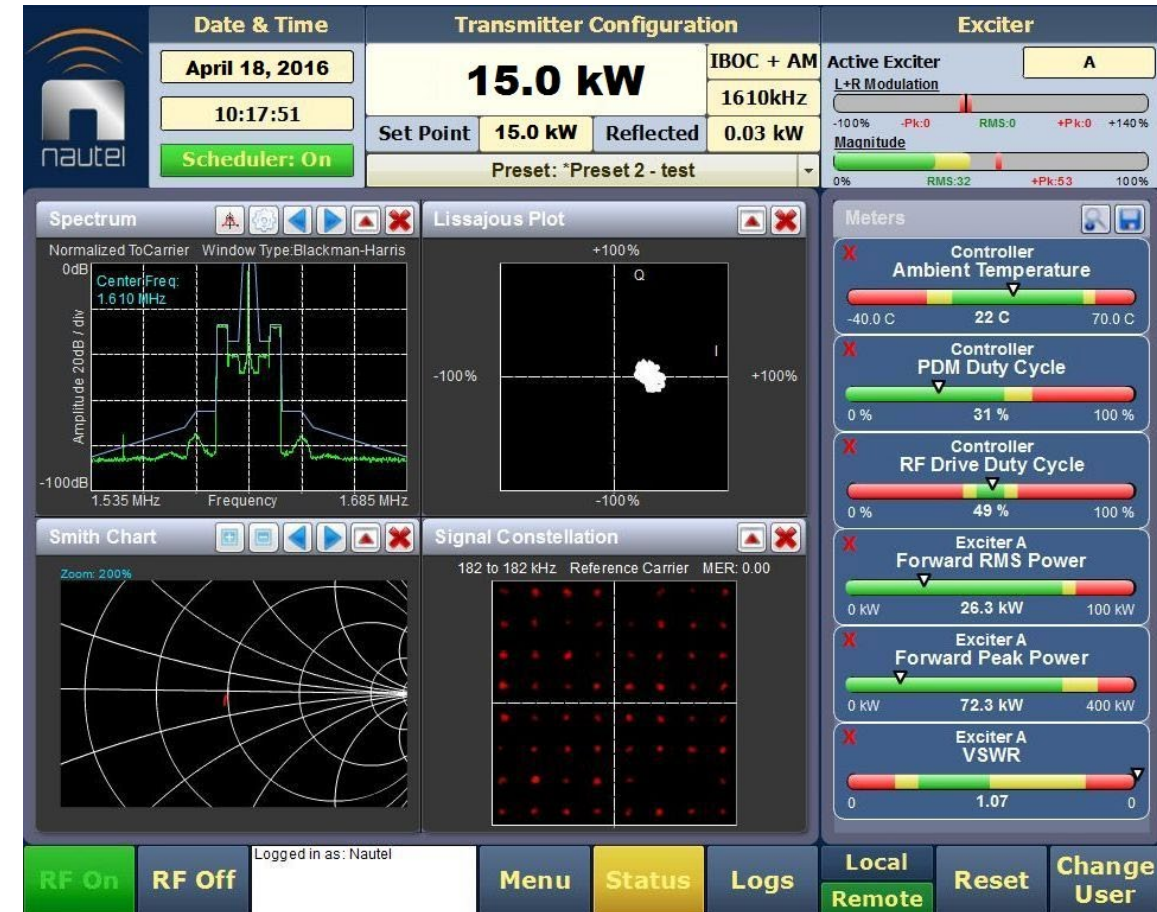 nautel
Date & Time
April 18, 2016
10:17:51
Scheduler: On
Transmitter Configuration
15.0 kW
IBOC + AM
1610kHz
Set Point 15.0 kW Reflected 0.03 kW
Preset: *Preset 2 - test
Exciter
Active Exciter A
L+R Modulation
-100% -Pk:0 RMS:0 +Pk:0 +140%
Magnitude
0% RMS:32 +Pk:53 100%
Spectrum
Normalized ToCarrier Window Type:Blackman-Harris
0dB
Center Freq:
1.610 MHz
Amplitude 20dB / div
-100dB
1.535 MHz Frequency 1.685 MHz
Lissajous Plot
+100%
Q
I
-100% +100%
-100%
Smith Chart
Zoom: 200%
Signal Constellation
182 to 182 kHz Reference Carrier MER: 0.00
Meters
X Controller
Ambient Temperature
-40.0 C 22 C 70.0 C
X Controller
PDM Duty Cycle
0 % 31 % 100 %
X Controller
RF Drive Duty Cycle
0 % 49 % 100 %
X Exciter A
Forward RMS Power
0 kW 26.3 kW 100 kW
X Exciter A
Forward Peak Power
0 kW 72.3 kW 400 kW
X Exciter A
VSWR
0 1.07 0
RF On
RF Off
Logged in as: Nautel
Menu
Status
Logs
Local
Remote
Reset
Change
User